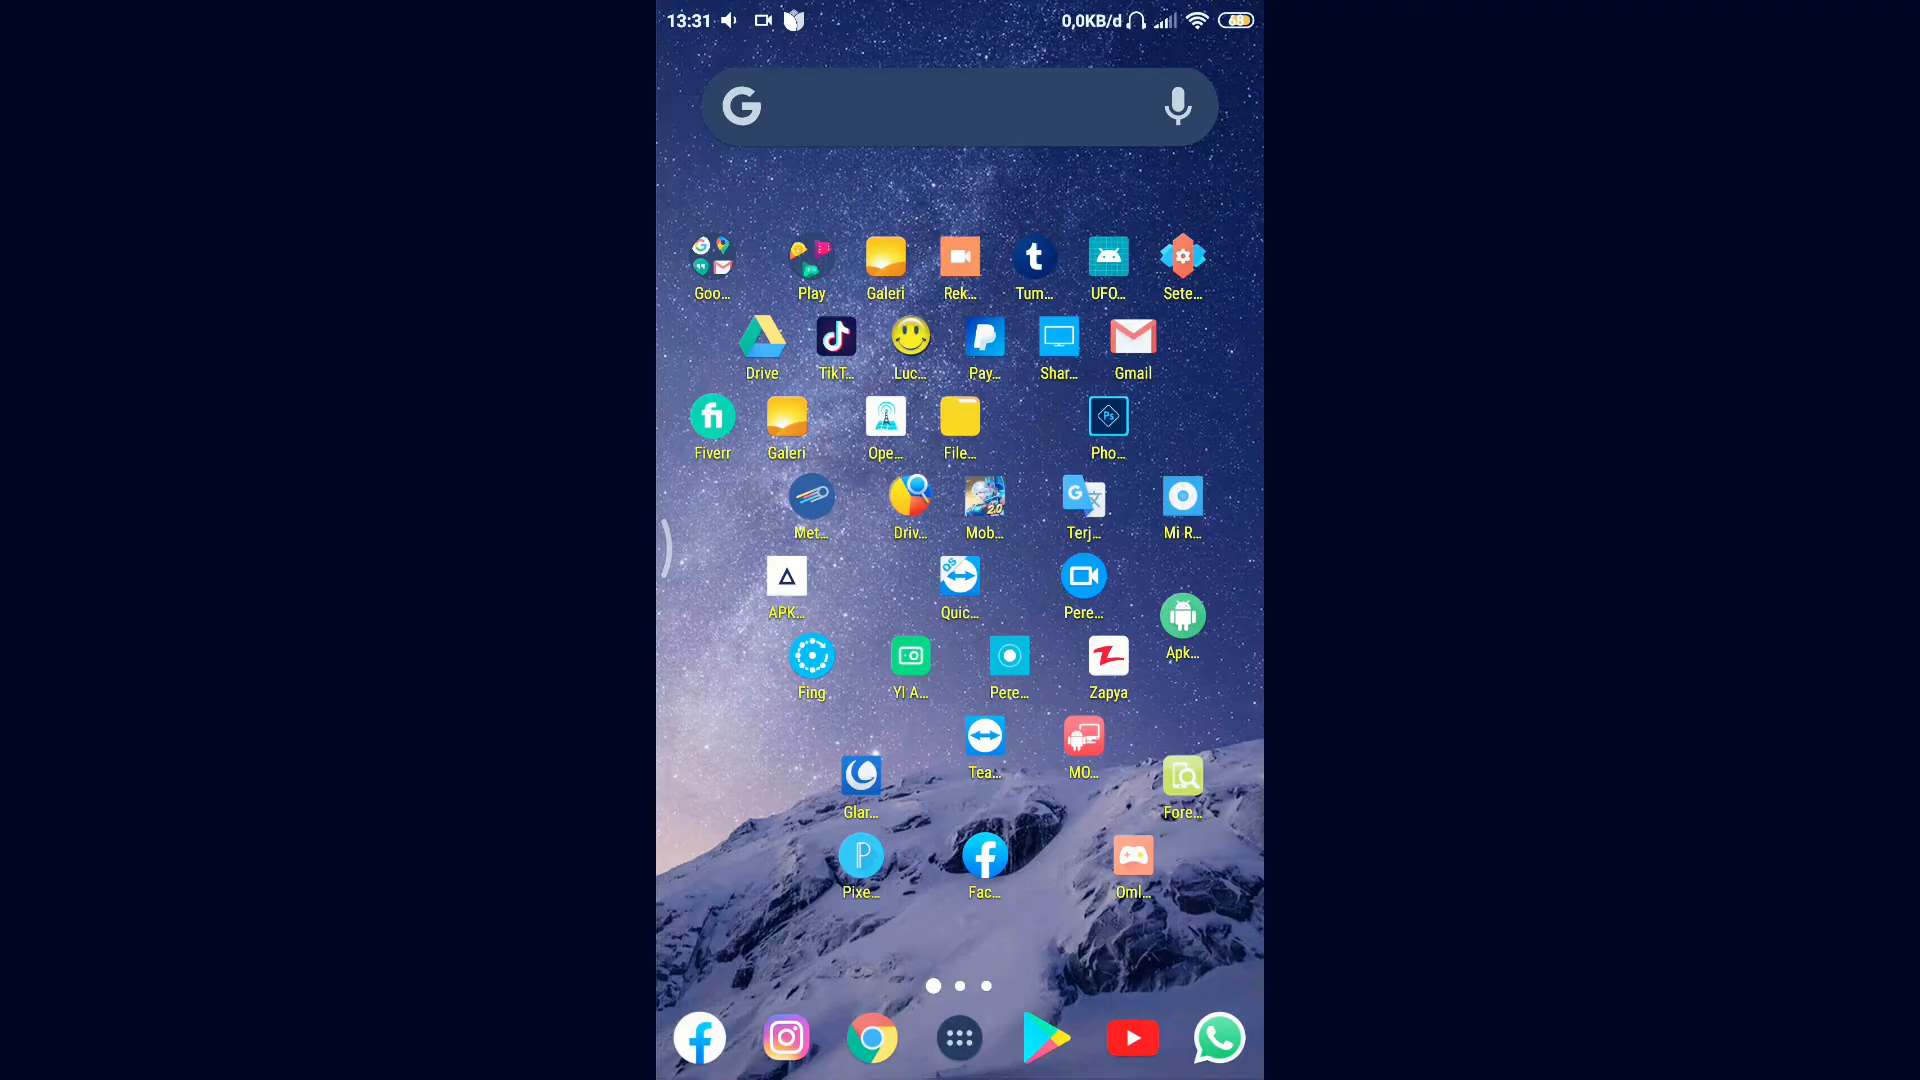 13:31 0,0KB/d 68
Goo... Play Galeri Rek... Tum... UFO... Sete...
Drive TikT... Luc... Pay... Shar... Gmail
Fiverr Galeri Ope... File... Pho...
Met... Driv... Mob... Terj... Mi R...
APK... Quic... Pere...
Apk...
Fing YI A... Pere... Zapya
Tea... MO...
Glar... Fore...
Pixe... Fac... Oml...